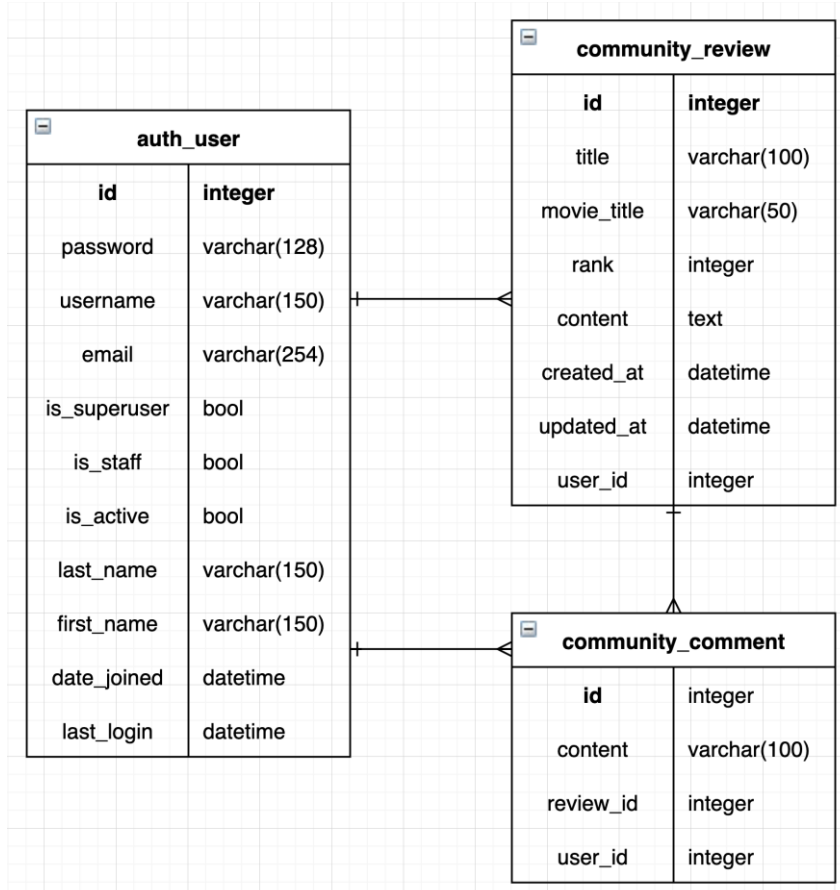 auth_user
id integer
password varchar(128)
username varchar(150)
email varchar(254)
is_superuser bool
is_staff bool
is_active bool
last_name varchar(150)
first_name varchar(150)
date_joined datetime
last_login datetime
community_review
id integer
title varchar(100)
movie_title varchar(50)
rank integer
content text
created_at datetime
updated_at datetime
user_id integer
community_comment
id integer
content varchar(100)
review_id integer
user_id integer